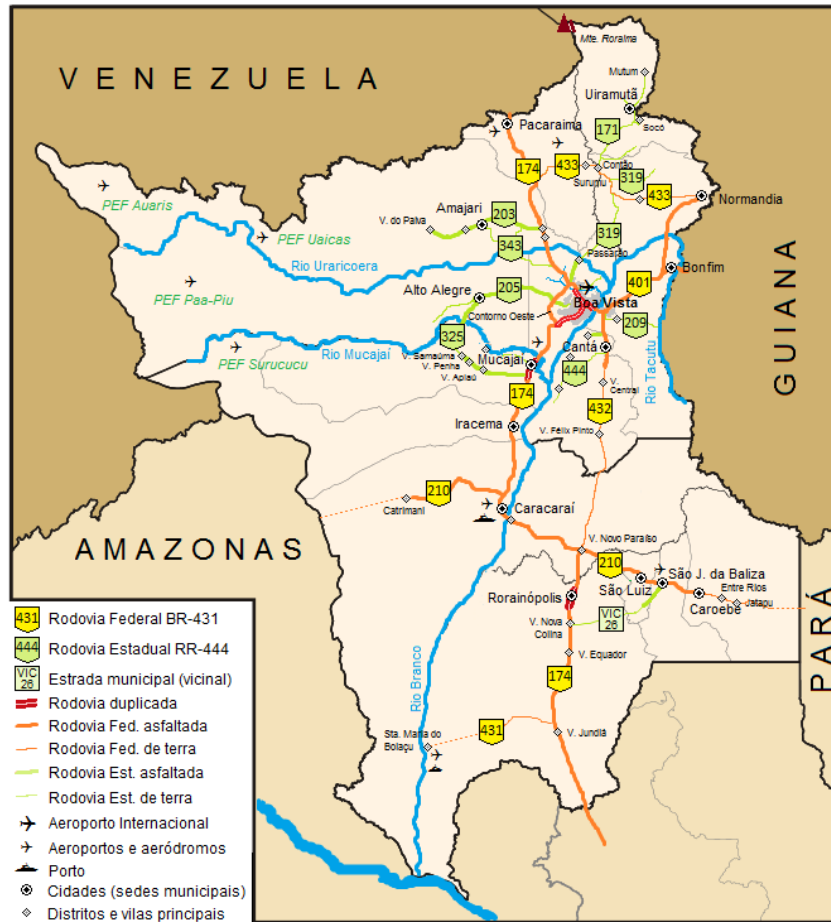 Mte. Roraima
VENEZUELA
Mutum
Uiramutã
171
Socó
Pacaraima
174
433
Contão
Surumu
319
433
Normandia
PEF Auaris
Amajari
203
V. do Paiva
PEF Uaicas
343
319
Passarão
GUIANA
Rio Uraricoera
Bonfim
401
205
PEF Paa-Piu
Alto Alegre
Boa Vista
Contorno Oeste
209
325
Rio Mucajaí
PEF Surucucu
V. Samaúma
V. Penha
V. Apiaú
Mucajaí
Cantá
444
Rio Tacutu
V. Central
174
432
Iracema
V. Félix Pinto
210
Catrimani
Caracaraí
AMAZONAS
V. Novo Paraíso
210
São J. da Baliza
São Luiz
Entre Rios
Jatapu
Caroebe
Rorainópolis
VIC
26
V. Nova
Colina
V. Equador
PARÁ
174
Rio Branco
431
Sta. Maria do
Boiaçu
V. Jundiá
431 Rodovia Federal BR-431
444 Rodovia Estadual RR-444
VIC
26
Estrada municipal (vicinal)
Rodovia duplicada
Rodovia Fed. asfaltada
Rodovia Fed. de terra
Rodovia Est. asfaltada
Rodovia Est. de terra
Aeroporto Internacional
Aeroportos e aeródromos
Porto
Cidades (sedes municipais)
Distritos e vilas principais